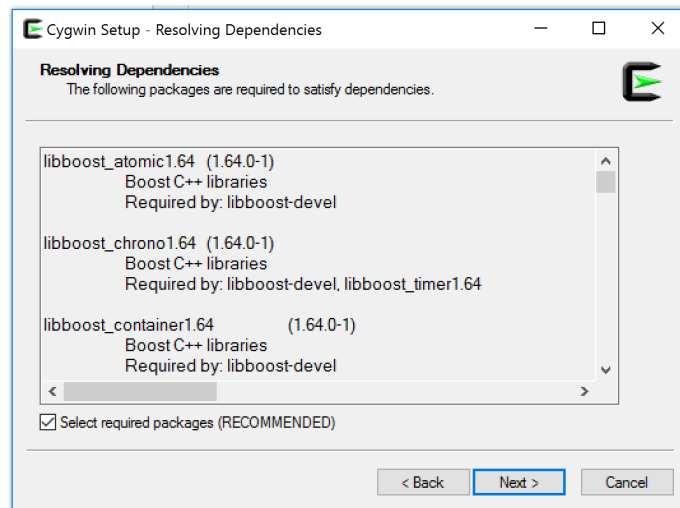 Cygwin Setup - Resolving Dependencies
Resolving Dependencies
The following packages are required to satisfy dependencies.
libboost_atomic1.64 (1.64.0-1)
Boost C++ libraries
Required by: libboost-devel
libboost_chrono1.64 (1.64.0-1)
Boost C++ libraries
Required by: libboost-devel, libboost_timer1.64
libboost_container1.64 (1.64.0-1)
Boost C++ libraries
Required by: libboost-devel
Select required packages (RECOMMENDED)
< Back Next > Cancel